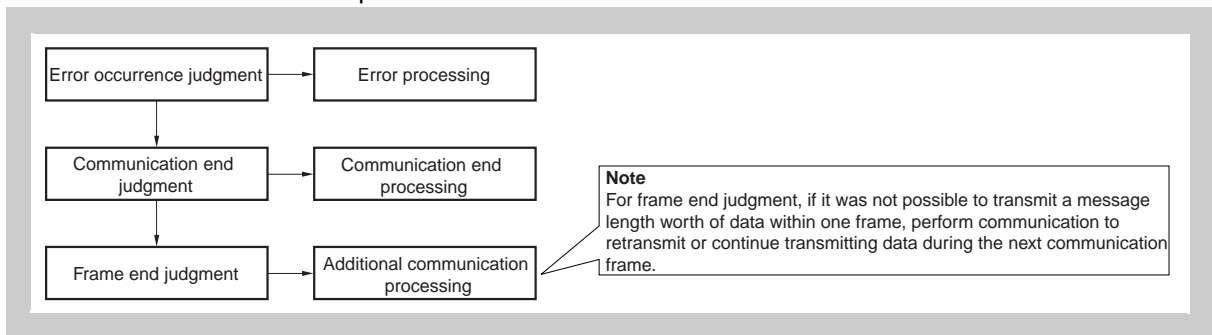 Error occurrence judgment
Error processing
Communication end
judgment
Communication end
processing
Note
For frame end judgment, if it was not possible to transmit a message
length worth of data within one frame, perform communication to
retransmit or continue transmitting data during the next communication
frame.
Frame end judgment
Additional communication
processing